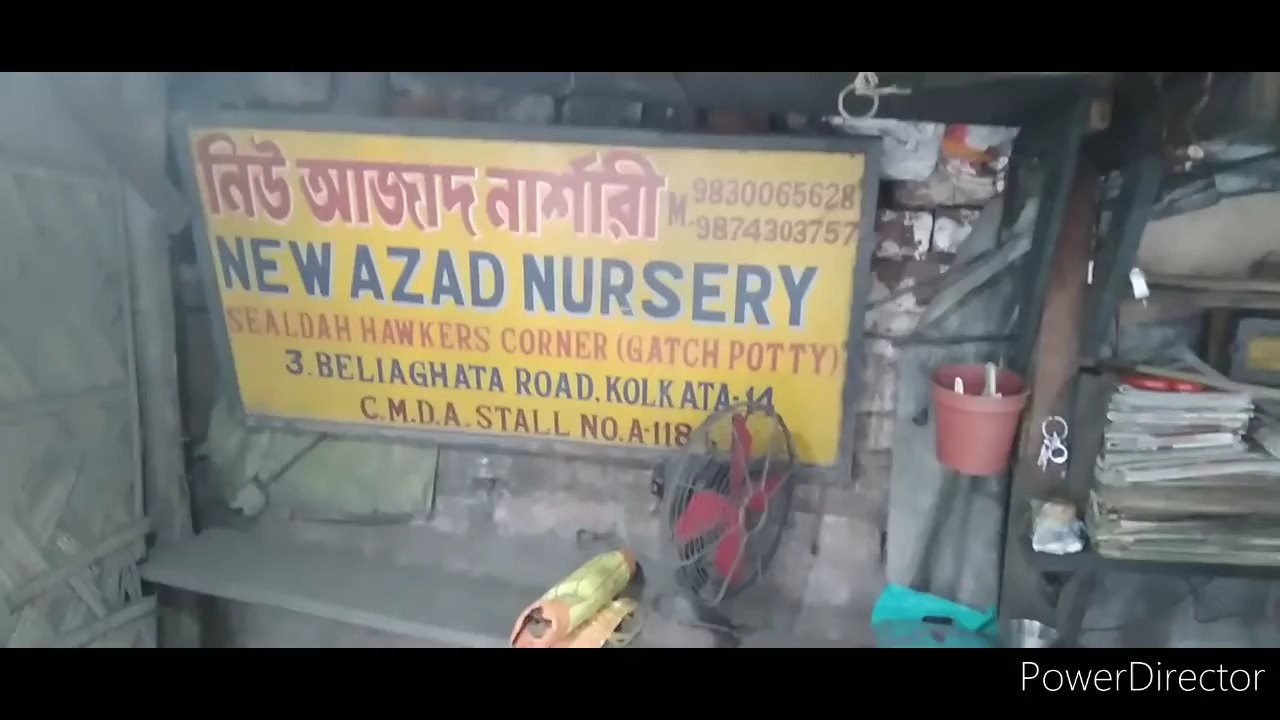 নিউ আজাদ নার্শারী
M.
9830065628
9874303757
NEW AZAD NURSERY
SEALDAH HAWKERS CORNER (GATCH POTTY)
3. BELIAGHATA ROAD. KOLKATA-14
C.M.D.A. STALL NO.A-118
PowerDirector